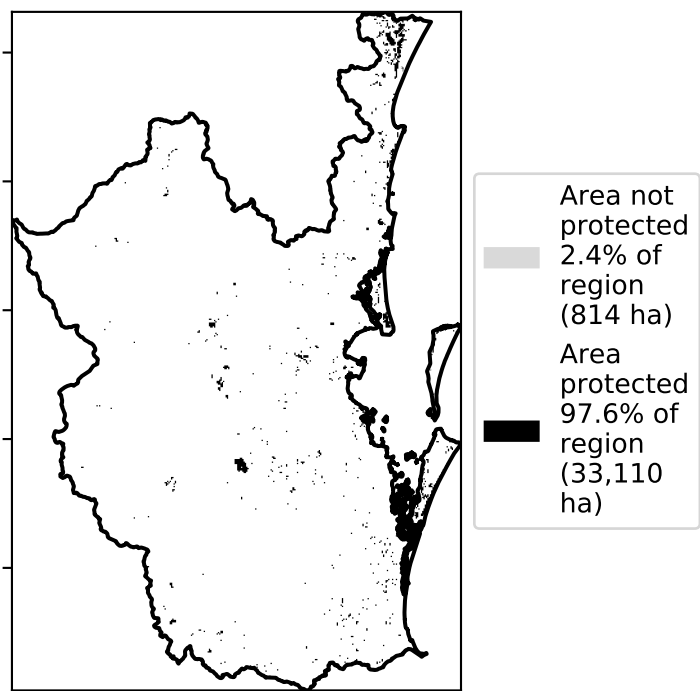 Area not
protected
2.4% of
region
(814 ha)
Area
protected
97.6% of
region
(33,110
ha)